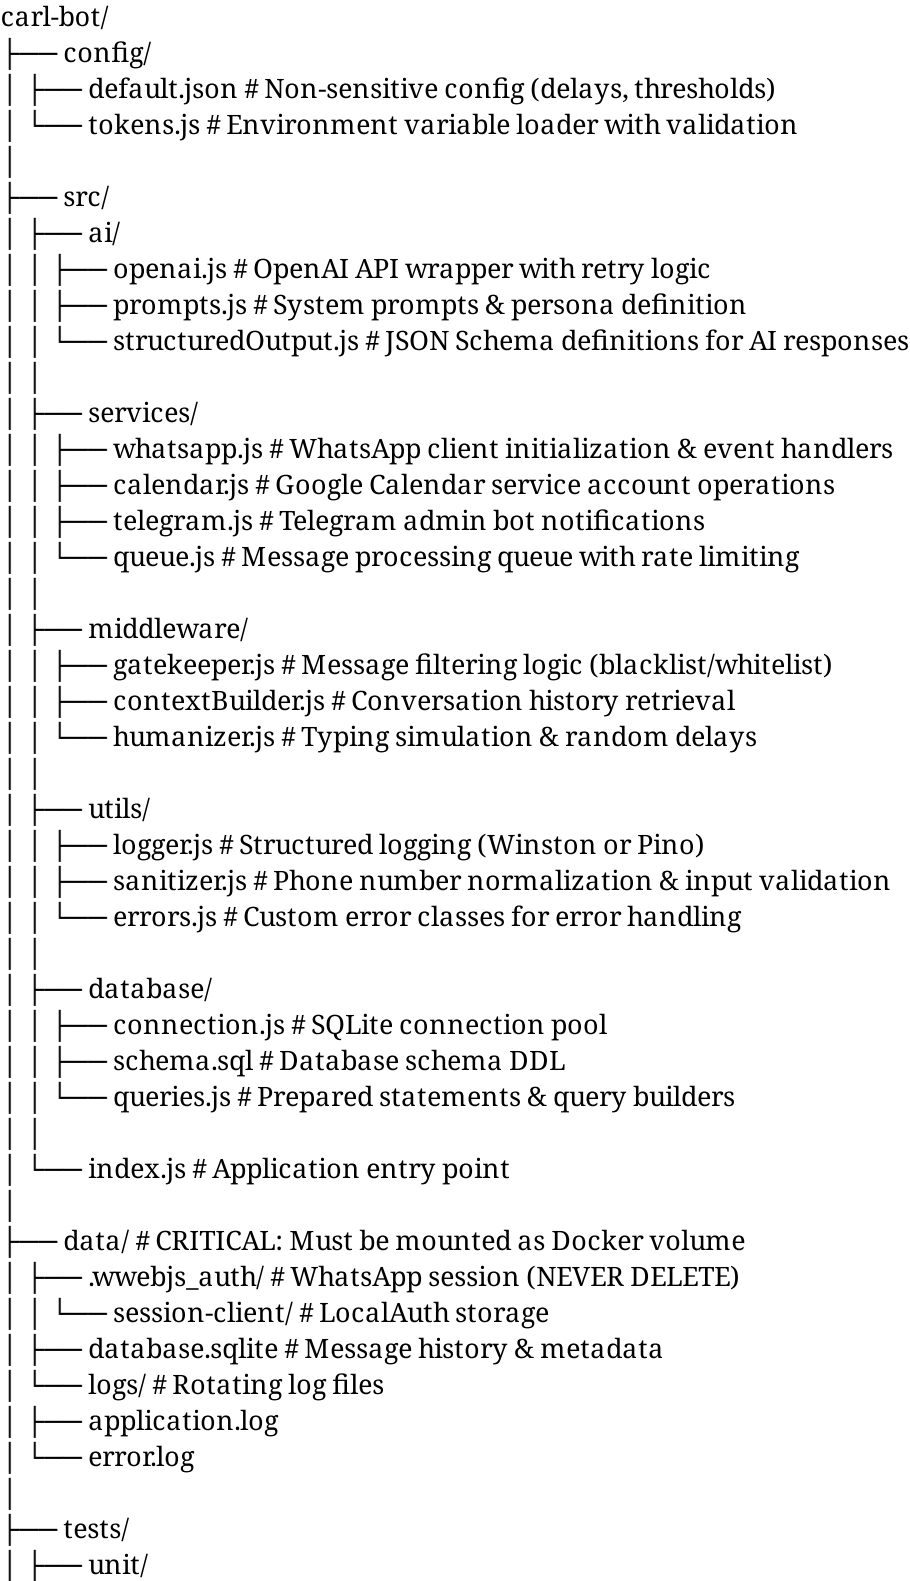 carl-bot/
├── config/
│ ├── default.json # Non-sensitive config (delays, thresholds)
│ └── tokens.js # Environment variable loader with validation
│
├── src/
│ ├── ai/
│ │ ├── openai.js # OpenAI API wrapper with retry logic
│ │ ├── prompts.js # System prompts & persona definition
│ │ └── structuredOutput.js # JSON Schema definitions for AI responses
│ │
│ ├── services/
│ │ ├── whatsapp.js # WhatsApp client initialization & event handlers
│ │ ├── calendar.js # Google Calendar service account operations
│ │ ├── telegram.js # Telegram admin bot notifications
│ │ └── queue.js # Message processing queue with rate limiting
│ │
│ ├── middleware/
│ │ ├── gatekeeper.js # Message filtering logic (blacklist/whitelist)
│ │ ├── contextBuilder.js # Conversation history retrieval
│ │ └── humanizer.js # Typing simulation & random delays
│ │
│ ├── utils/
│ │ ├── logger.js # Structured logging (Winston or Pino)
│ │ ├── sanitizer.js # Phone number normalization & input validation
│ │ └── errors.js # Custom error classes for error handling
│ │
│ ├── database/
│ │ ├── connection.js # SQLite connection pool
│ │ ├── schema.sql # Database schema DDL
│ │ └── queries.js # Prepared statements & query builders
│ │
│ └── index.js # Application entry point
│
├── data/ # CRITICAL: Must be mounted as Docker volume
│ ├── .wwebjs_auth/ # WhatsApp session (NEVER DELETE)
│ │ └── session-client/ # LocalAuth storage
│ ├── database.sqlite # Message history & metadata
│ └── logs/ # Rotating log files
│ ├── application.log
│ └── error.log
│
├── tests/
│ ├── unit/